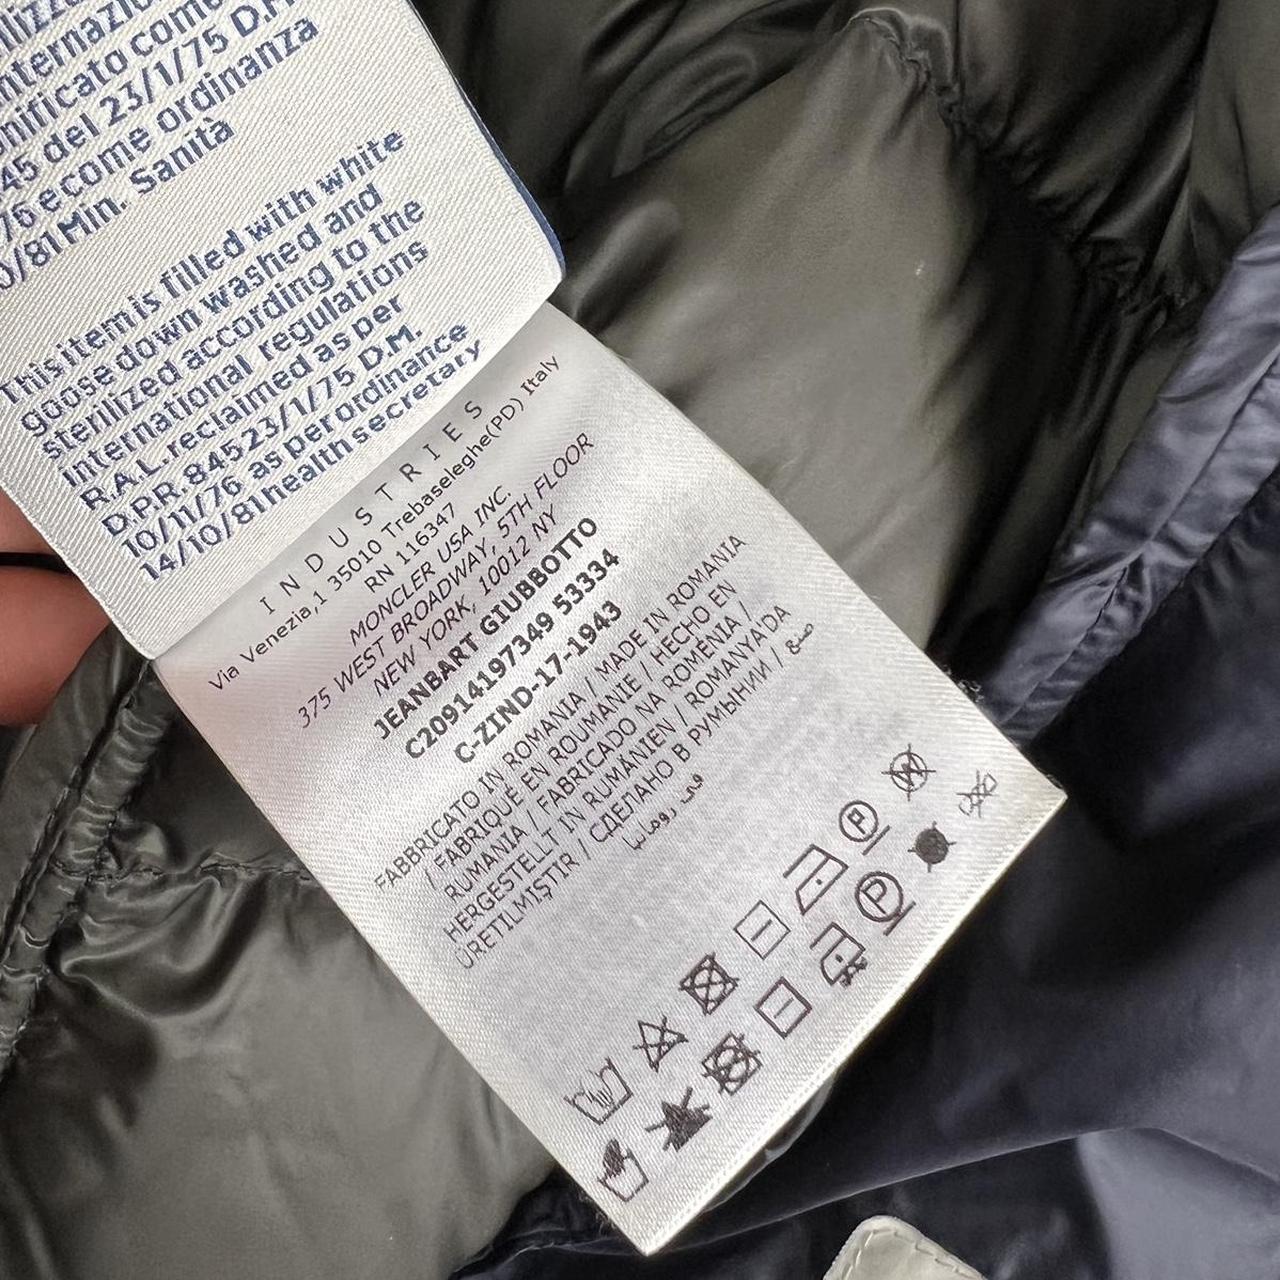 internazio
nificato come
45 del 23/1/75 D.M
76 e come ordinanza
0/81 Min. Sanità
This item is filled with white
goose down washed and
sterilized according to the
international regulations
R.A.L. reclaimed as per
D.P.R. 845 23/1/75 D.M.
10/11/76 as per ordinance
14/10/81 health secretary
INDUSTRIES
Via Venezia,1 35010 Trebaseleghe(PD) Italy
RN 116347
MONCLER USA INC.
375 WEST BROADWAY, 5TH FLOOR
NEW YORK, 10012 NY
JEANBART GIUBBOTTO
C20914197349 53334
C-ZIND-17-1943
FABBRICATO IN ROMANIA / MADE IN ROMANIA
/ FABRIQUÉ EN ROUMANIE / HECHO EN
RUMANIA / FABRICADO NA ROMÉNIA /
HERGESTELLT IN RUMÄNIEN / ROMANYA'DA
ÜRETILMIŞTIR / СДЕЛАНО В РУМЫНИИ / صنع
في رومانيا